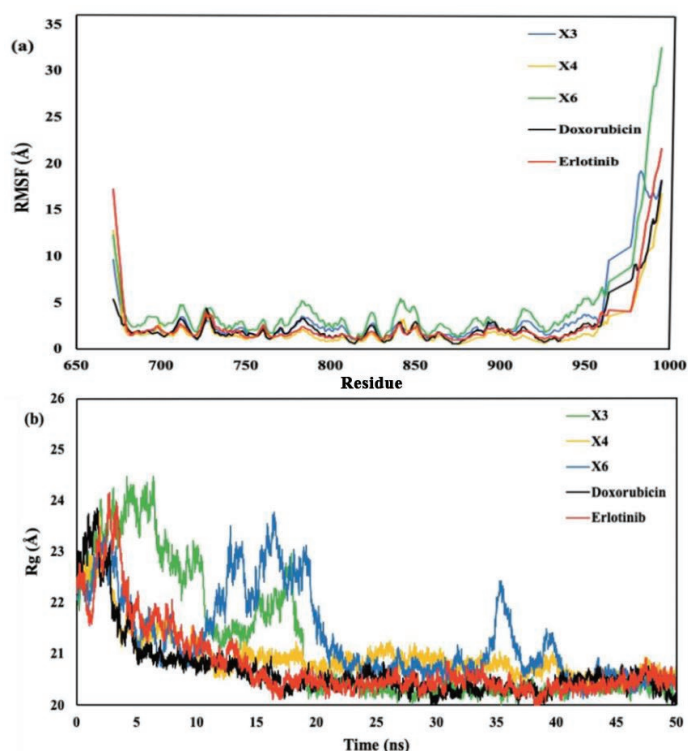 (a)
35
30
25
20
15
10
5
0
RMSF (Å)
X3
X4
X6
Doxorubicin
Erlotinib
650 700 750 800 850 900 950 1000
Residue
(b)
26
25
24
23
22
21
20
Rg (Å)
X3
X4
X6
Doxorubicin
Erlotinib
0 5 10 15 20 25 30 35 40 45 50
Time (ns)